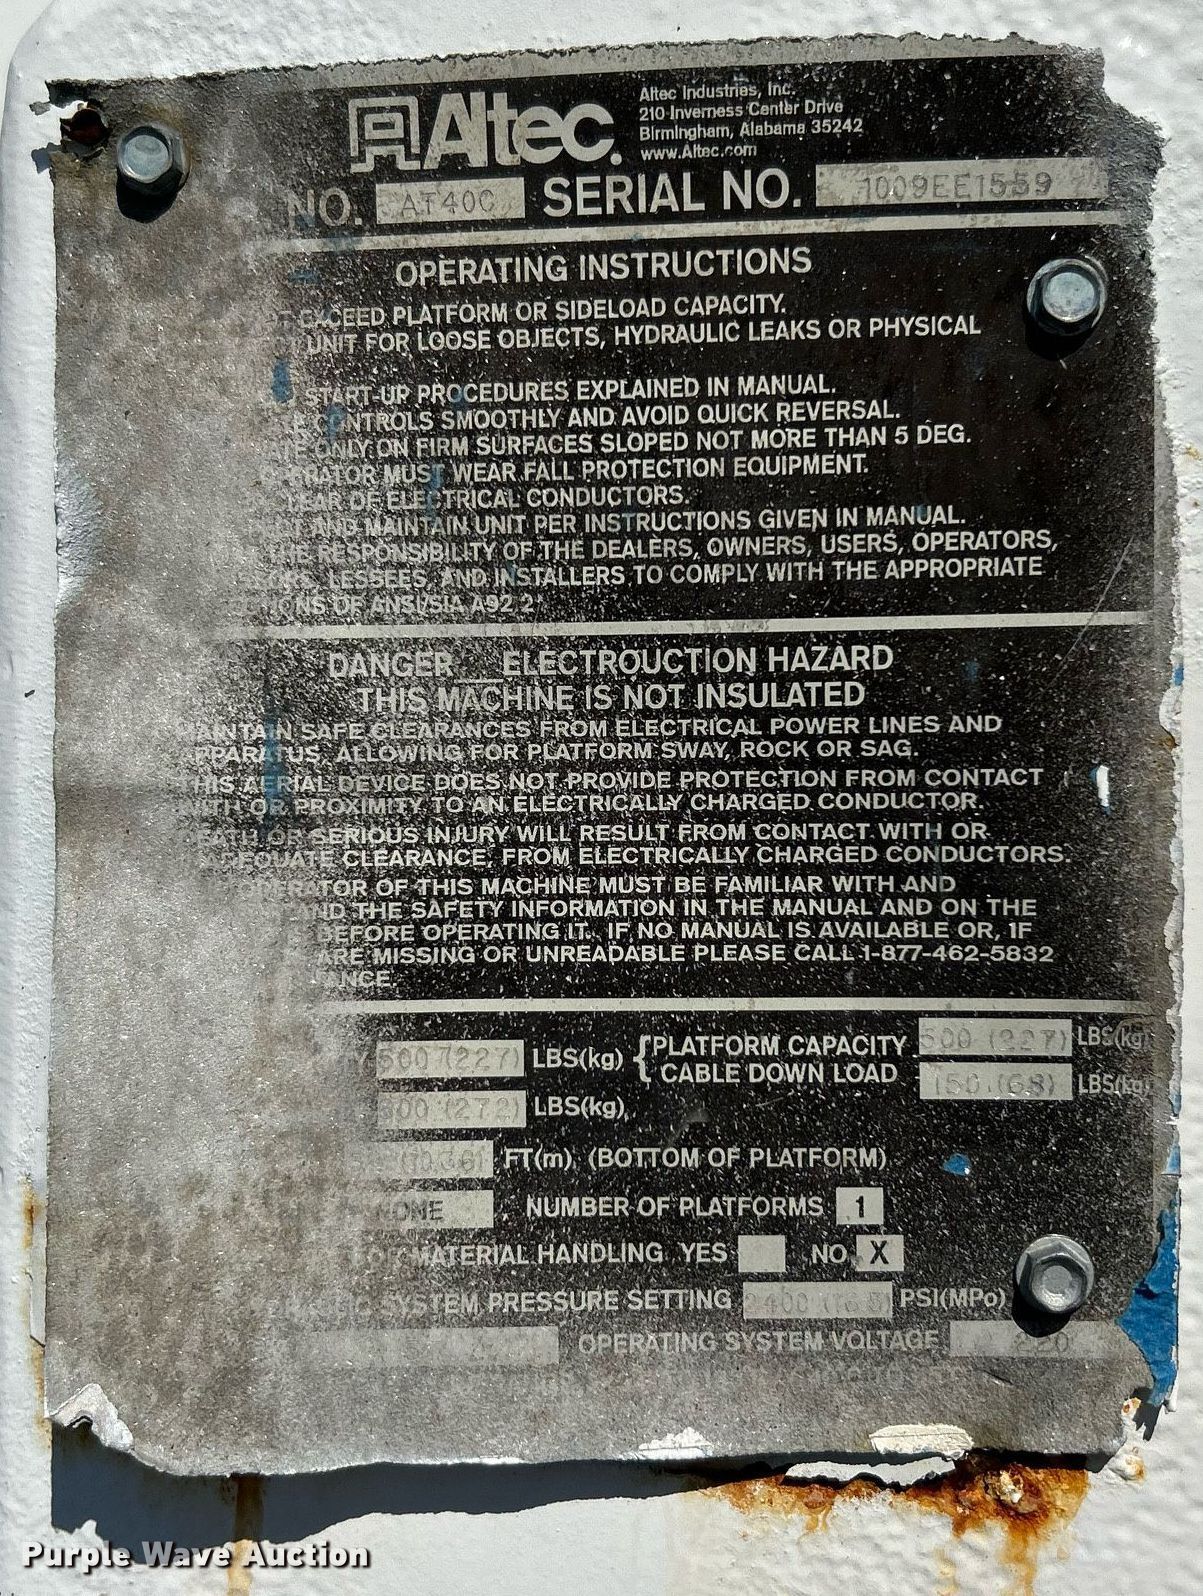 Altec.
Altec Industries, Inc.
210 Inverness Center Drive
Birmingham, Alabama 35242
www.Altec.com
NO. AT40C SERIAL NO. 1009EE1559
OPERATING INSTRUCTIONS
EXCEED PLATFORM OR SIDELOAD CAPACITY.
UNIT FOR LOOSE OBJECTS, HYDRAULIC LEAKS OR PHYSICAL
START-UP PROCEDURES EXPLAINED IN MANUAL.
CONTROLS SMOOTHLY AND AVOID QUICK REVERSAL.
ONLY ON FIRM SURFACES SLOPED NOT MORE THAN 5 DEG.
MUST WEAR FALL PROTECTION EQUIPMENT.
OF ELECTRICAL CONDUCTORS.
AND MAINTAIN UNIT PER INSTRUCTIONS GIVEN IN MANUAL.
THE RESPONSIBILITY OF THE DEALERS, OWNERS, USERS, OPERATORS,
LESSEES, AND INSTALLERS TO COMPLY WITH THE APPROPRIATE
OF ANSI/SIA A92.2
DANGER ELECTROUCTION HAZARD
THIS MACHINE IS NOT INSULATED
MAINTAIN SAFE CLEARANCES FROM ELECTRICAL POWER LINES AND
APPARATUS, ALLOWING FOR PLATFORM SWAY, ROCK OR SAG.
THIS AERIAL DEVICE DOES NOT PROVIDE PROTECTION FROM CONTACT
WITH OR PROXIMITY TO AN ELECTRICALLY CHARGED CONDUCTOR.
DEATH OR SERIOUS INJURY WILL RESULT FROM CONTACT WITH OR
CLEARANCE FROM ELECTRICALLY CHARGED CONDUCTORS.
OPERATOR OF THIS MACHINE MUST BE FAMILIAR WITH AND
AND THE SAFETY INFORMATION IN THE MANUAL AND ON THE
BEFORE OPERATING IT. IF NO MANUAL IS AVAILABLE OR, IF
ARE MISSING OR UNREADABLE PLEASE CALL 1-877-462-5832
500 (227) LBS(kg) { PLATFORM CAPACITY 500 (227) LBS(kg)
CABLE DOWN LOAD 150 (68) LBS(kg)
600 (272) LBS(kg)
FT(m) (BOTTOM OF PLATFORM)
NONE NUMBER OF PLATFORMS 1
MATERIAL HANDLING YES NO X
SYSTEM PRESSURE SETTING 2400 (16.5) PSI(MPa)
OPERATING SYSTEM VOLTAGE 220
Purple Wave Auction